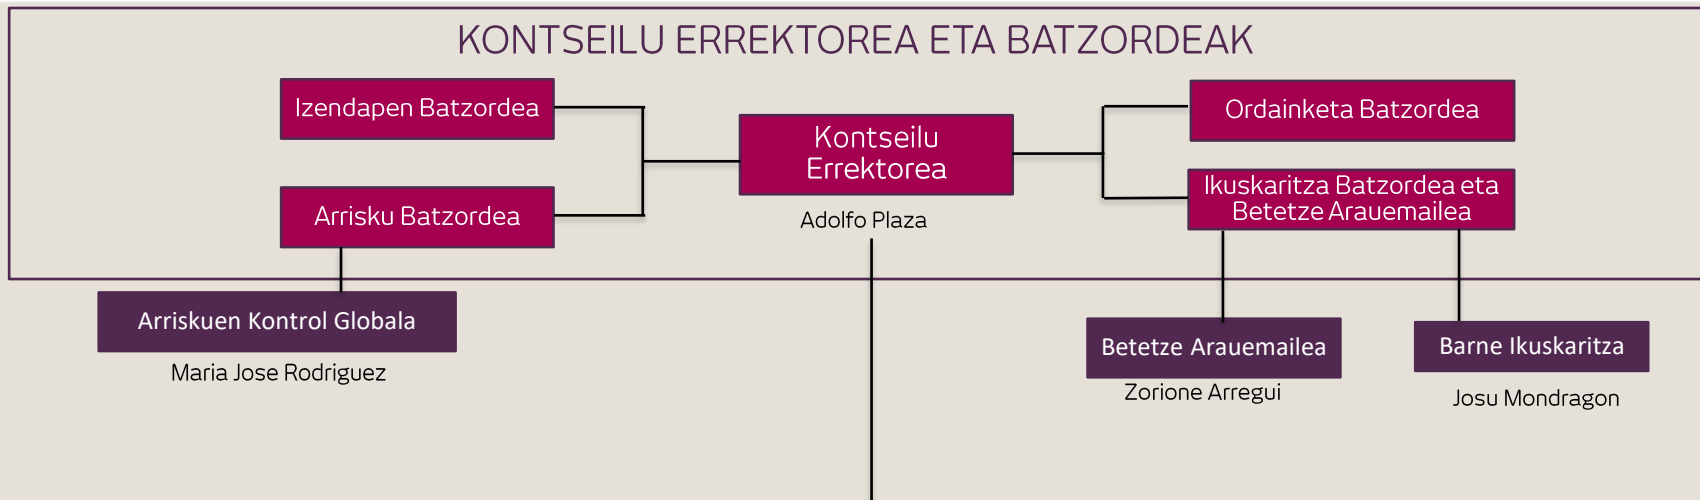 KONTSEILU ERREKTOREA ETA BATZORDEAK
Izendapen Batzordea
Arrisku Batzordea
Kontseilu
Errektorea
Adolfo Plaza
Ordainketa Batzordea
Ikuskaritza Batzordea eta
Betetze Arauemailea
Arriskuen Kontrol Globala
Maria Jose Rodriguez
Betetze Arauemailea
Zorione Arregui
Barne Ikuskaritza
Josu Mondragon